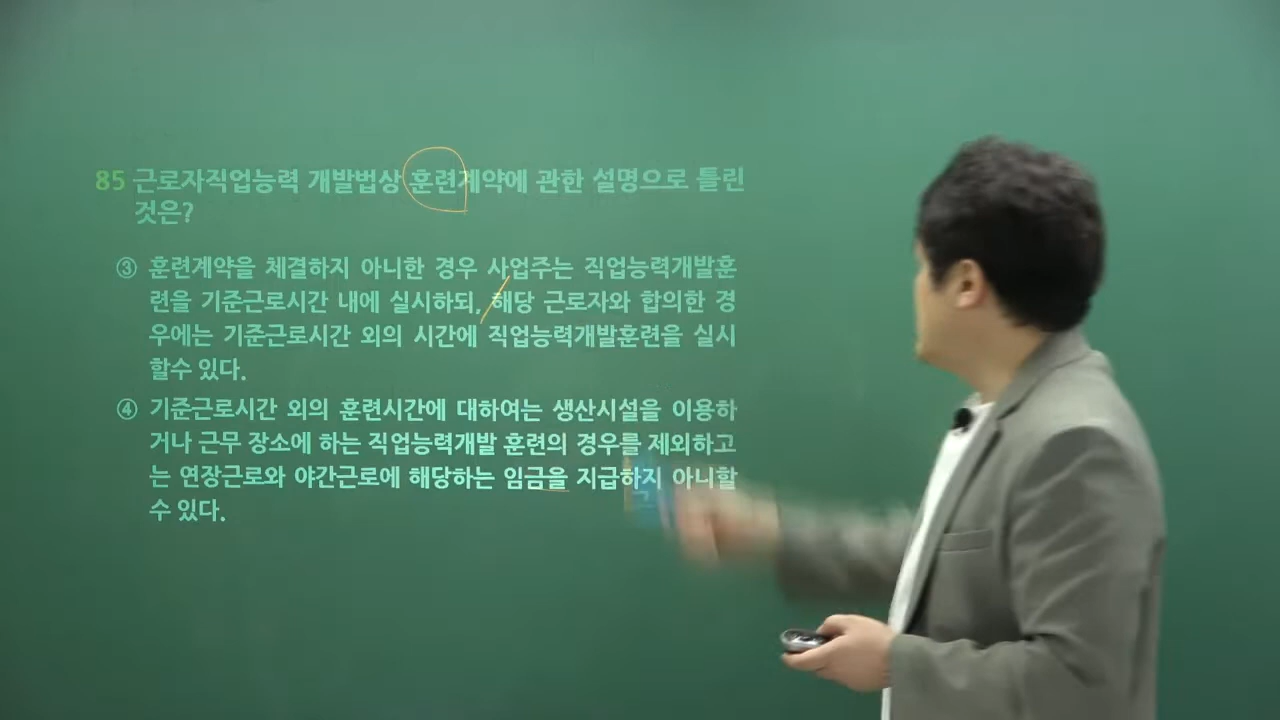 85 근로자직업능력 개발법상 훈련계약에 관한 설명으로 틀린
것은?
③ 훈련계약을 체결하지 아니한 경우 사업주는 직업능력개발훈
련을 기준근로시간 내에 실시하되, 해당 근로자와 합의한 경
우에는 기준근로시간 외의 시간에 직업능력개발훈련을 실시
할수 있다.
④ 기준근로시간 외의 훈련시간에 대하여는 생산시설을 이용하
거나 근무 장소에 하는 직업능력개발 훈련의 경우를 제외하고
는 연장근로와 야간근로에 해당하는 임금을 지급하지 아니할
수 있다.